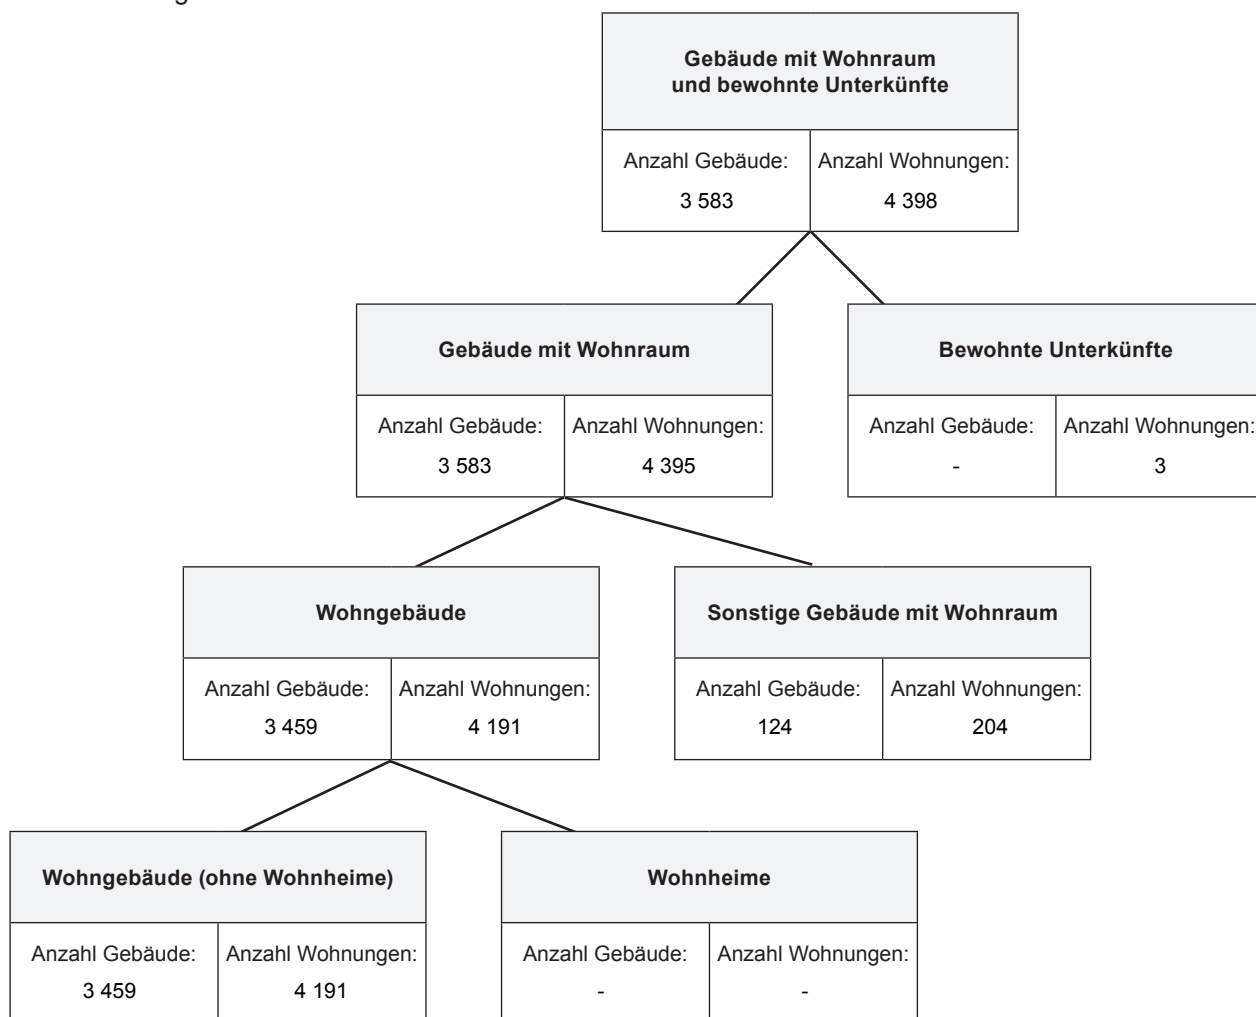 Gebäude mit Wohnraum
und bewohnte Unterkünfte
Anzahl Gebäude: Anzahl Wohnungen:
3 583 4 398
Gebäude mit Wohnraum Bewohnte Unterkünfte
Anzahl Gebäude: Anzahl Wohnungen: Anzahl Gebäude: Anzahl Wohnungen:
3 583 4 395 - 3
Wohngebäude Sonstige Gebäude mit Wohnraum
Anzahl Gebäude: Anzahl Wohnungen: Anzahl Gebäude: Anzahl Wohnungen:
3 459 4 191 124 204
Wohngebäude (ohne Wohnheime) Wohnheime
Anzahl Gebäude: Anzahl Wohnungen: Anzahl Gebäude: Anzahl Wohnungen:
3 459 4 191 - -